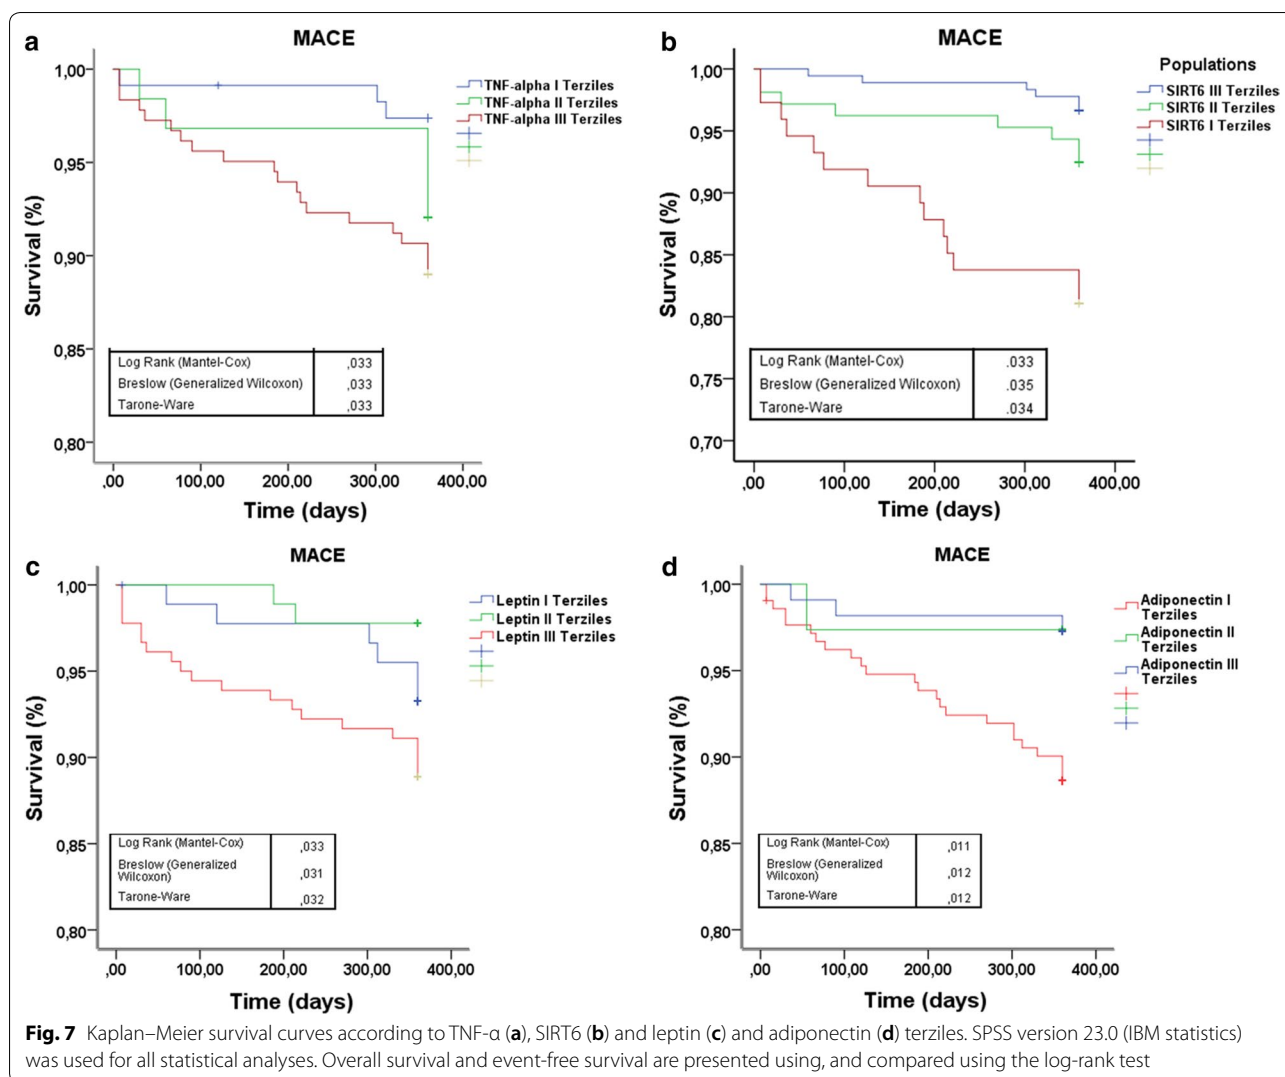 a
MACE
1,00
0,95
0,90
0,85
0,80
Survival (%)
TNF-alpha I Terziles
TNF-alpha II Terziles
TNF-alpha III Terziles
Log Rank (Mantel-Cox) ,033
Breslow (Generalized Wilcoxon) ,033
Tarone-Ware ,033
,00 100,00 200,00 300,00 400,00
Time (days)
b
MACE
1,00
0,95
0,90
0,85
0,80
0,75
0,70
Survival (%)
Populations
SIRT6 III Terziles
SIRT6 II Terziles
SIRT6 I Terziles
Log Rank (Mantel-Cox) .033
Breslow (Generalized Wilcoxon) .035
Tarone-Ware .034
,00 100,00 200,00 300,00 400,00
Time (days)
c
MACE
1,00
0,95
0,90
0,85
0,80
Survival (%)
Leptin I Terziles
Leptin II Terziles
Leptin III Terziles
Log Rank (Mantel-Cox) ,033
Breslow (Generalized
Wilcoxon) ,031
Tarone-Ware ,032
,00 100,00 200,00 300,00 400,00
Time (days)
d
MACE
1,00
0,95
0,90
0,85
0,80
Survival (%)
Adiponectin I
Terziles
Adiponectin II
Terziles
Adiponectin III
Terziles
Log Rank (Mantel-Cox) ,011
Breslow (Generalized
Wilcoxon) ,012
Tarone-Ware ,012
,00 100,00 200,00 300,00 400,00
Time (days)
Fig. 7 Kaplan–Meier survival curves according to TNF-α (a), SIRT6 (b) and leptin (c) and adiponectin (d) terziles. SPSS version 23.0 (IBM statistics)
was used for all statistical analyses. Overall survival and event-free survival are presented using, and compared using the log-rank test